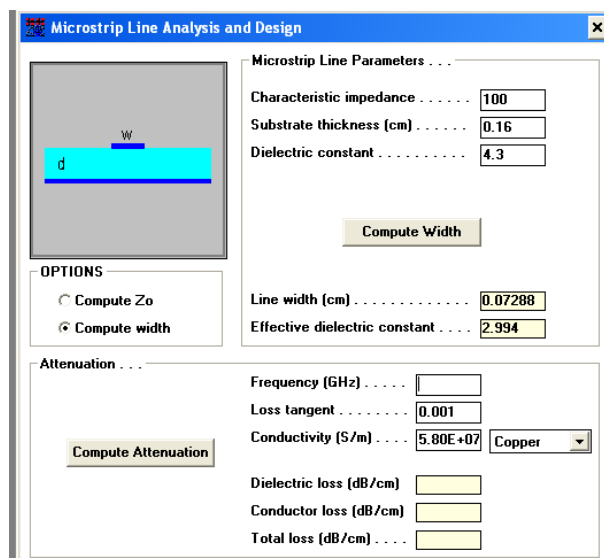 Microstrip Line Analysis and Design
Microstrip Line Parameters . . .
Characteristic impedance . . . . . . 100
Substrate thickness (cm) . . . . . . 0.16
Dielectric constant . . . . . . . . . . 4.3
W
d
Compute Width
OPTIONS
Compute Zo
Compute width
Line width (cm) . . . . . . . . . . . . . 0.07288
Effective dielectric constant . . . . 2.994
Attenuation . . .
Frequency (GHz) . . . . .
Loss tangent . . . . . . . . 0.001
Conductivity (S/m) . . . . 5.80E+07 Copper
Compute Attenuation
Dielectric loss (dB/cm)
Conductor loss (dB/cm)
Total loss (dB/cm) . . . .